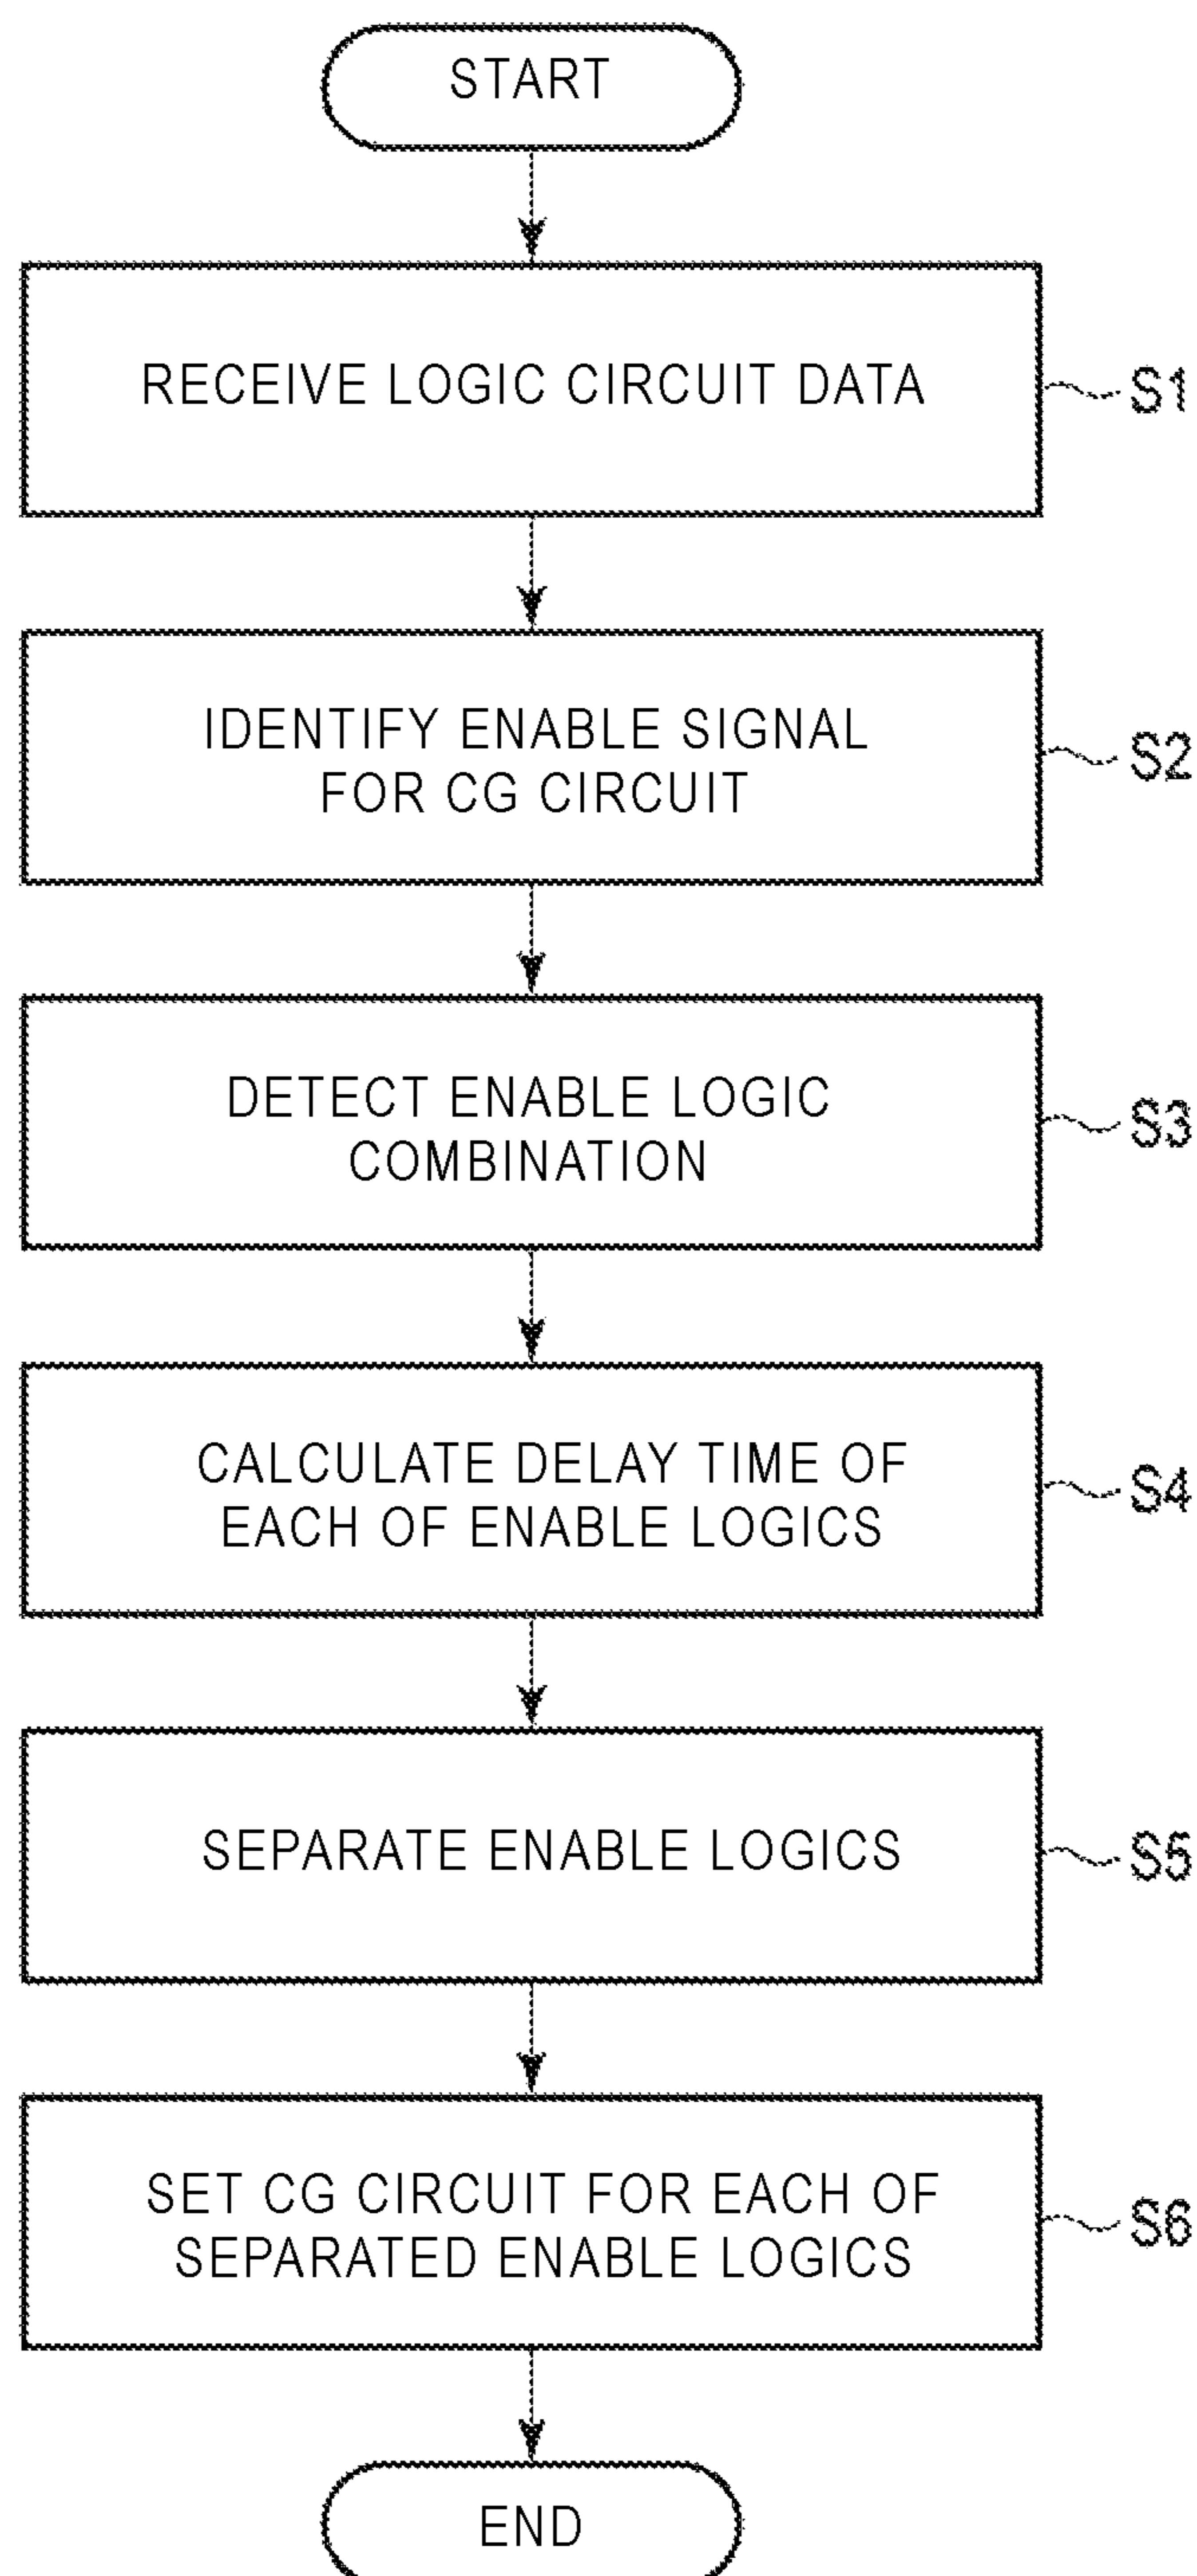 START
RECEIVE LOGIC CIRCUIT DATA
S1
IDENTIFY ENABLE SIGNAL
FOR CG CIRCUIT
S2
DETECT ENABLE LOGIC
COMBINATION
S3
CALCULATE DELAY TIME OF
EACH OF ENABLE LOGICS
S4
SEPARATE ENABLE LOGICS
S5
SET CG CIRCUIT FOR EACH OF
SEPARATED ENABLE LOGICS
S6
END